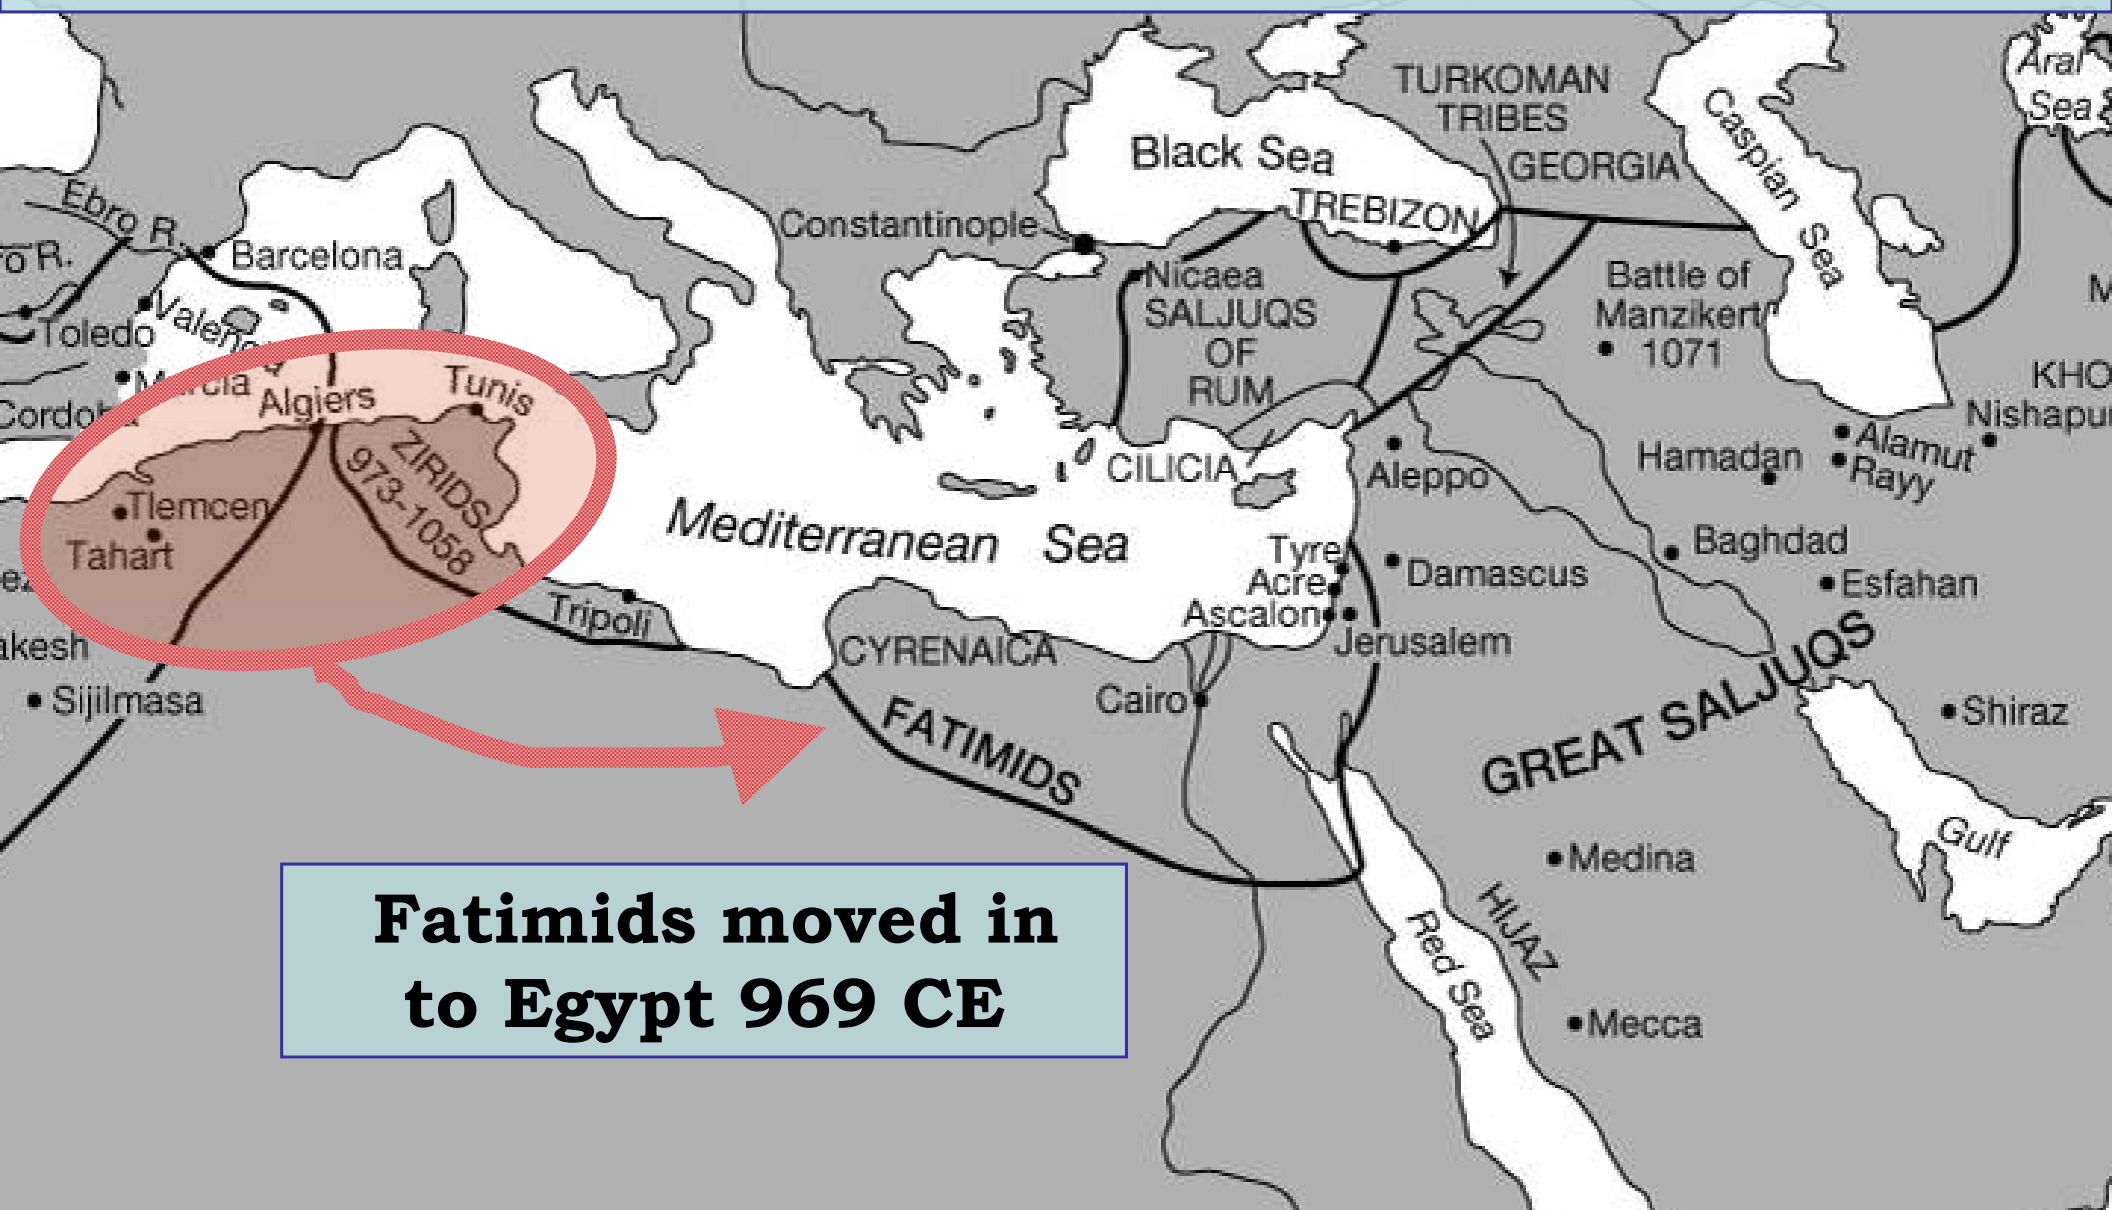 TURKOMAN
TRIBES
GEORGIA
Aral
Sea
Caspian Sea
Black Sea
TREBIZON
Constantinople
Ebro R.
Barcelona
ro R.
Toledo
Nicaea
SALJUQS
OF
RUM
Battle of
Manzikert
1071
KHO
Nishapur
Alamut
Rayy
Hamadan
Algiers
Tunis
ZIRIDS
973-1058
Tlemcen
Tahart
CILICIA
Aleppo
Mediterranean Sea
Baghdad
Esfahan
Tyre
Acre
Ascalon
Damascus
Jerusalem
Tripoli
CYRENAICA
Cairo
akesh
Sijilmasa
FATIMIDS
GREAT SALJUQS
Shiraz
Gulf
Medina
HIJAZ
Red Sea
Mecca
Fatimids moved in
to Egypt 969 CE